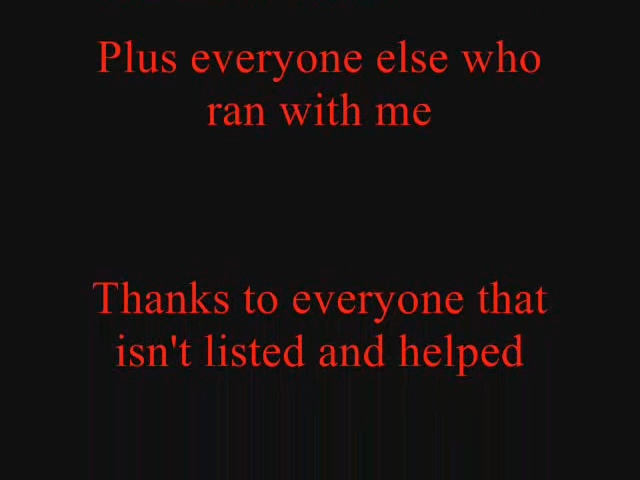 Plus everyone else who
ran with me
Thanks to everyone that
isn't listed and helped